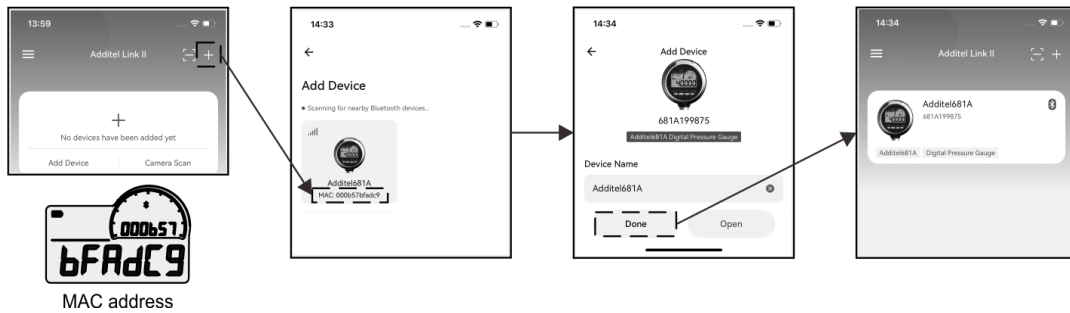 13:59
Additel Link II
No devices have been added yet
Add Device
Camera Scan
000b57
bFAdC9
MAC address
14:33
Add Device
Scanning for nearby Bluetooth devices...
Additel681A
MAC: 000b57bfadc9
14:34
Add Device
681A199875
Additel681A Digital Pressure Gauge
Device Name
Additel681A
Done
Open
14:34
Additel Link II
Additel681A
681A199875
Additel681A
Digital Pressure Gauge